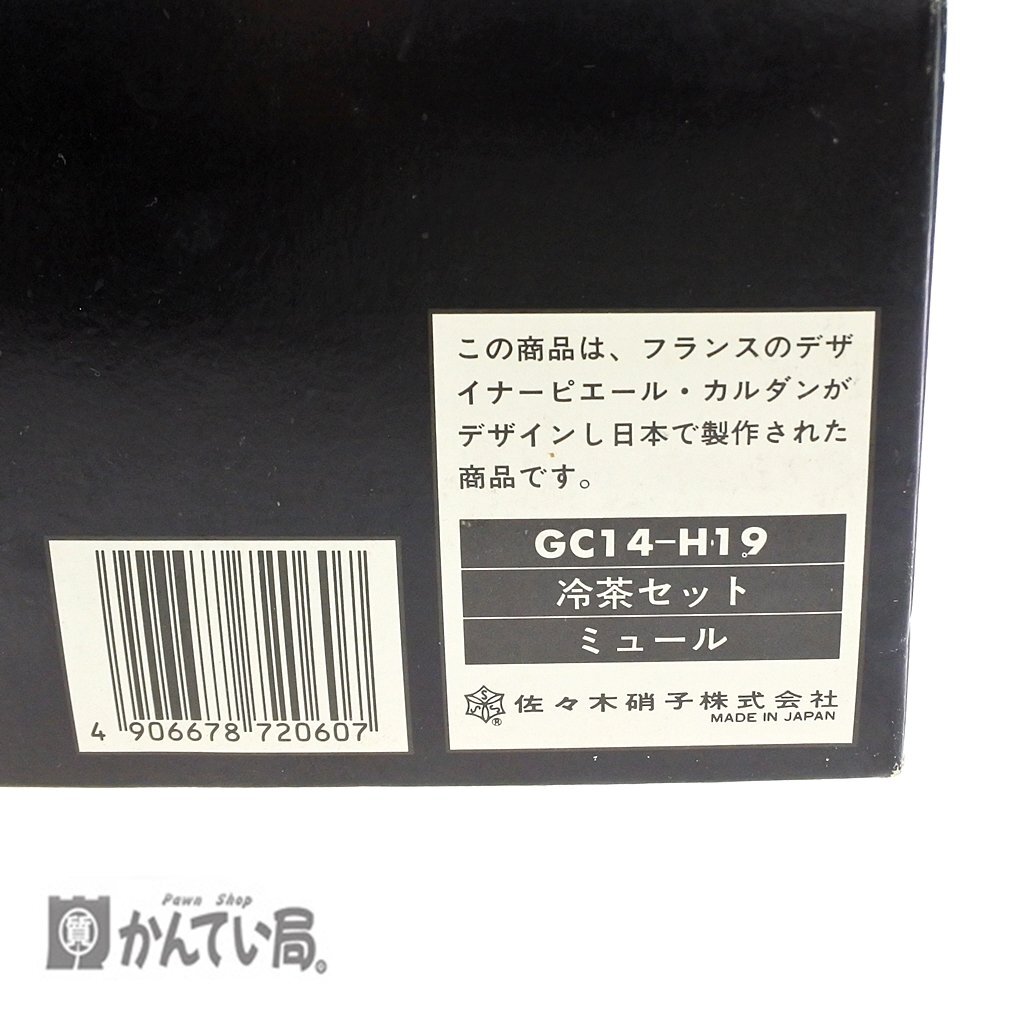 この商品は、フランスのデザ
イナーピエール・カルダンが
デザインし日本で製作された
商品です。
GC14-H19
冷茶セット
ミュール
佐々木硝子株式会社
MADE IN JAPAN
4 906678 720607
Pawn Shop
質 かんてい局。